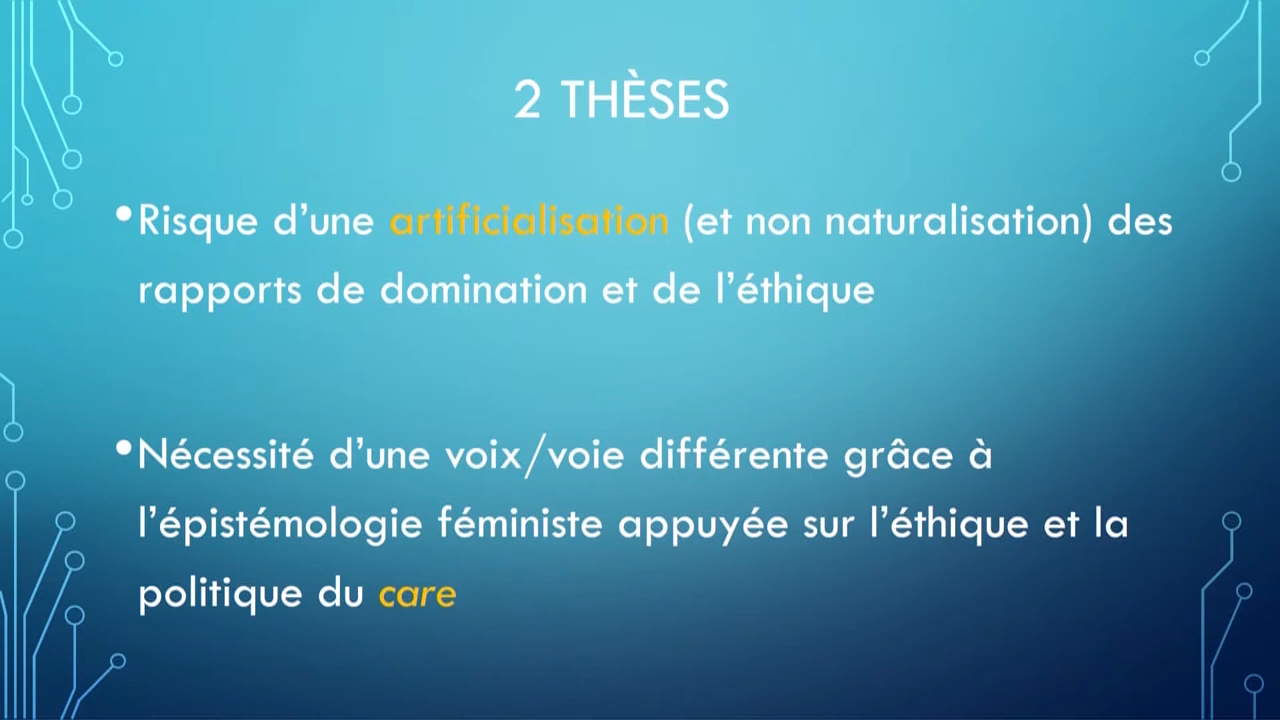 2 THÈSES
•Risque d’une artificialisation (et non naturalisation) des
rapports de domination et de l’éthique
•Nécessité d’une voix/voie différente grâce à
l’épistémologie féministe appuyée sur l’éthique et la
politique du care